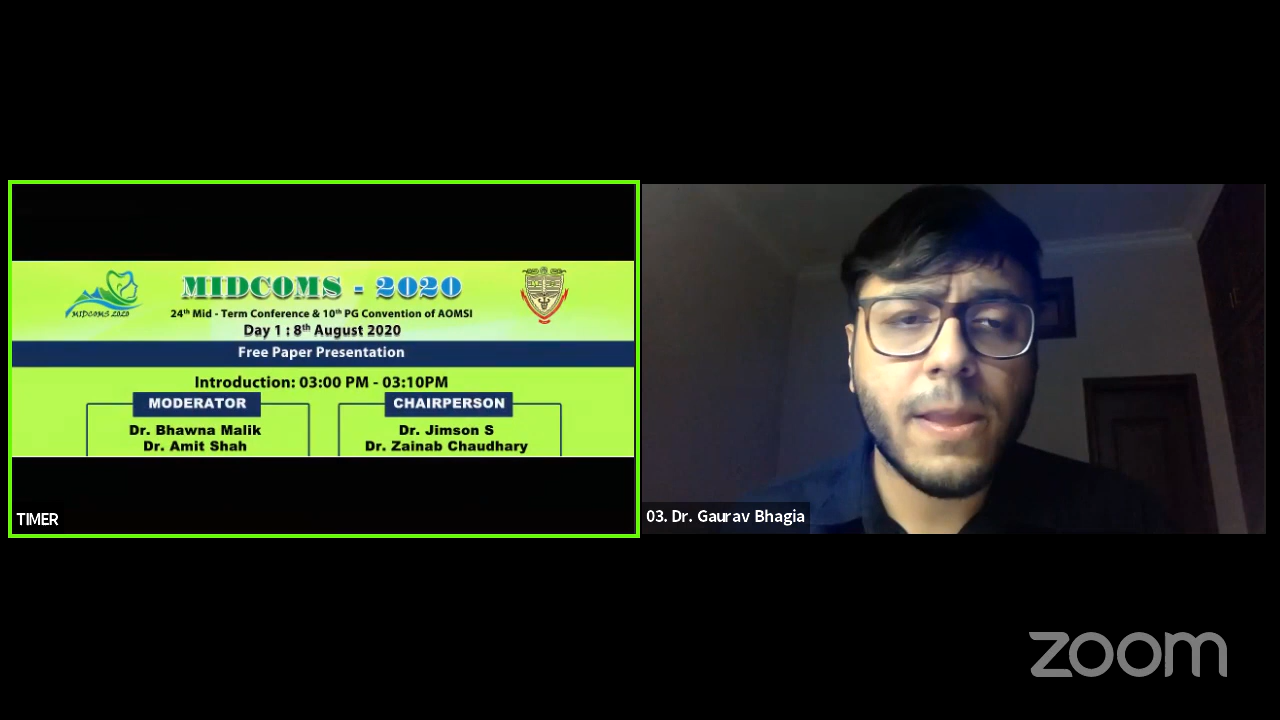 MIDCOMS - 2020
24th Mid - Term Conference & 10th PG Convention of AOMSI
MIDCOMS 2020
Day 1 : 8th August 2020
Free Paper Presentation
Introduction: 03:00 PM - 03:10PM
MODERATOR
Dr. Bhawna Malik
Dr. Amit Shah
CHAIRPERSON
Dr. Jimson S
Dr. Zainab Chaudhary
TIMER
03. Dr. Gaurav Bhagia
zoom